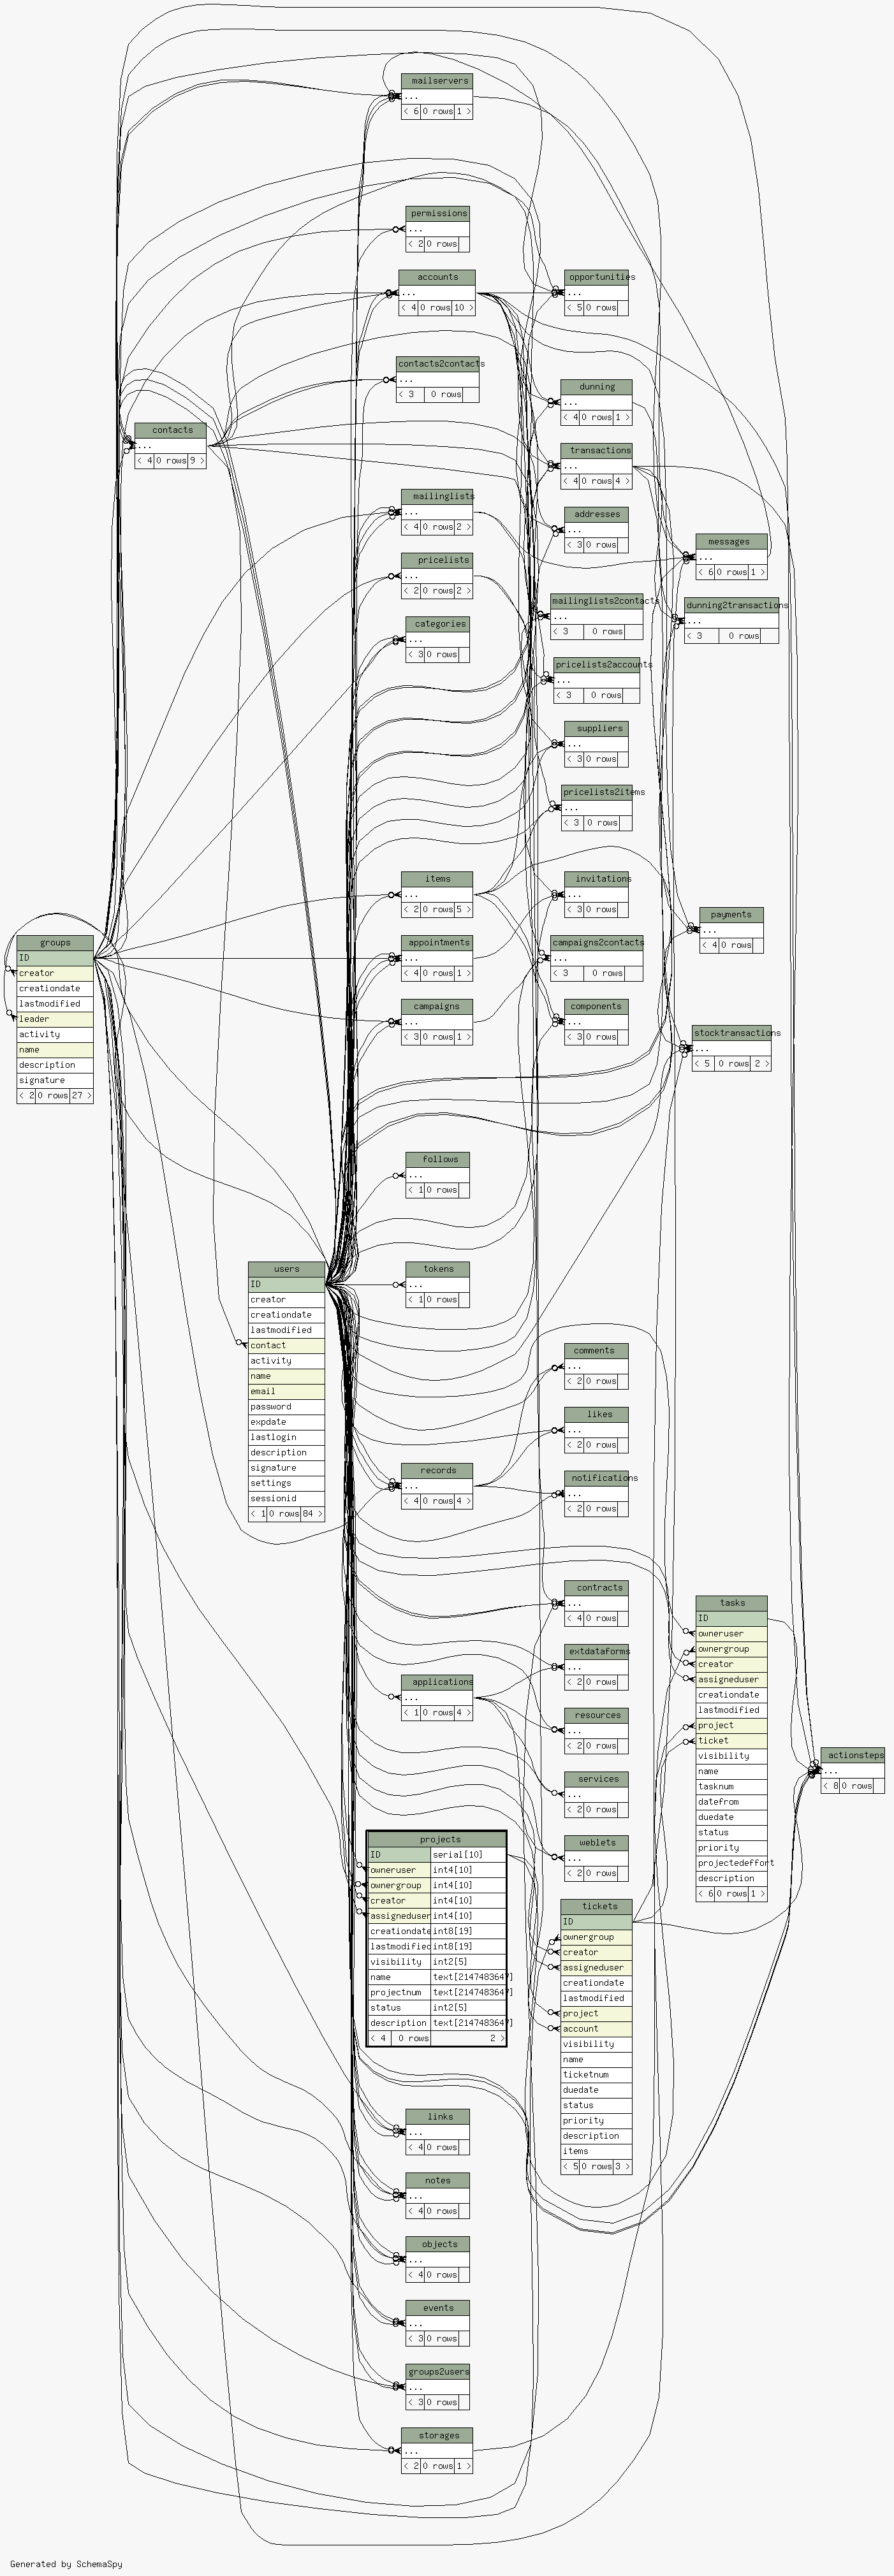 mailservers
...
< 6 0 rows 1 >
permissions
...
< 2 0 rows
accounts
...
< 4 0 rows 10 >
opportunities
...
< 5 0 rows
contacts2contacts
...
< 3 0 rows
dunning
...
< 4 0 rows 1 >
contacts
...
< 4 0 rows 9 >
transactions
...
< 4 0 rows 4 >
mailinglists
...
< 4 0 rows 2 >
addresses
...
< 3 0 rows
messages
...
< 6 0 rows 1 >
pricelists
...
< 2 0 rows 2 >
mailinglists2contacts
...
< 3 0 rows
dunning2transactions
...
< 3 0 rows
categories
...
< 3 0 rows
pricelists2accounts
...
< 3 0 rows
suppliers
...
< 3 0 rows
pricelists2items
...
< 3 0 rows
items
...
< 2 0 rows 5 >
invitations
...
< 3 0 rows
payments
...
< 4 0 rows
groups
ID
creator
creationdate
lastmodified
leader
activity
name
description
signature
< 2 0 rows 27 >
appointments
...
< 4 0 rows 1 >
campaigns2contacts
...
< 3 0 rows
campaigns
...
< 3 0 rows 1 >
components
...
< 3 0 rows
stocktransactions
...
< 5 0 rows 2 >
follows
...
< 1 0 rows
users
ID
creator
creationdate
lastmodified
contact
activity
name
email
password
expdate
lastlogin
description
signature
settings
sessionid
< 1 0 rows 84 >
tokens
...
< 1 0 rows
comments
...
< 2 0 rows
likes
...
< 2 0 rows
records
...
< 4 0 rows 4 >
notifications
...
< 2 0 rows
contracts
...
< 4 0 rows
tasks
ID
owneruser
ownergroup
creator
assigneduser
creationdate
lastmodified
project
ticket
visibility
name
tasknum
datefrom
duedate
status
priority
projectedeffort
description
< 6 0 rows 1 >
extdataforms
...
< 2 0 rows
applications
...
< 1 0 rows 4 >
resources
...
< 2 0 rows
actionsteps
...
< 8 0 rows
services
...
< 2 0 rows
weblets
...
< 2 0 rows
projects
ID serial[10]
owneruser int4[10]
ownergroup int4[10]
creator int4[10]
assigneduser int4[10]
creationdate int8[19]
lastmodified int8[19]
visibility int2[5]
name text[2147483647]
projectnum text[2147483647]
status int2[5]
description text[2147483647]
< 4 0 rows 2 >
tickets
ID
ownergroup
creator
assigneduser
creationdate
lastmodified
project
account
visibility
name
ticketnum
duedate
status
priority
description
items
< 5 0 rows 3 >
links
...
< 4 0 rows
notes
...
< 4 0 rows
objects
...
< 4 0 rows
events
...
< 3 0 rows
groups2users
...
< 3 0 rows
storages
...
< 2 0 rows 1 >
Generated by SchemaSpy